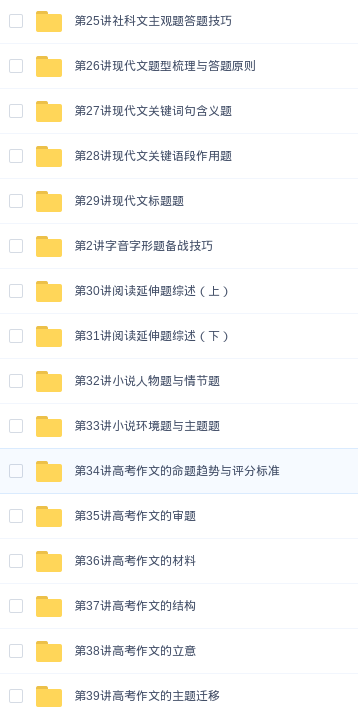 第25讲社科文主观题答题技巧
第26讲现代文题型梳理与答题原则
第27讲现代文关键词句含义题
第28讲现代文关键语段作用题
第29讲现代文标题题
第2讲字音字形题备战技巧
第30讲阅读延伸题综述（上）
第31讲阅读延伸题综述（下）
第32讲小说人物题与情节题
第33讲小说环境题与主题题
第34讲高考作文的命题趋势与评分标准
第35讲高考作文的审题
第36讲高考作文的材料
第37讲高考作文的结构
第38讲高考作文的立意
第39讲高考作文的主题迁移